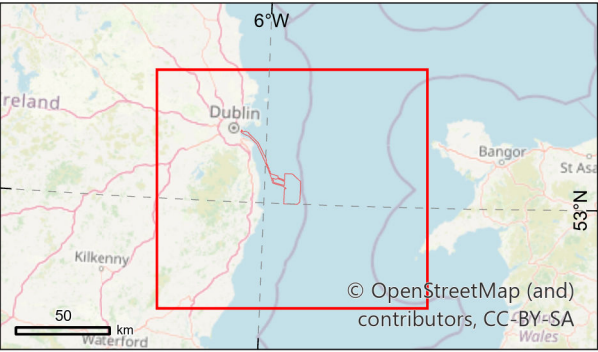 6°W
reland
Dublin
Bangor
St Asa
53°N
Kilkenny
© OpenStreetMap (and)
contributors, CC-BY-SA
50
km
Waterford
Wales